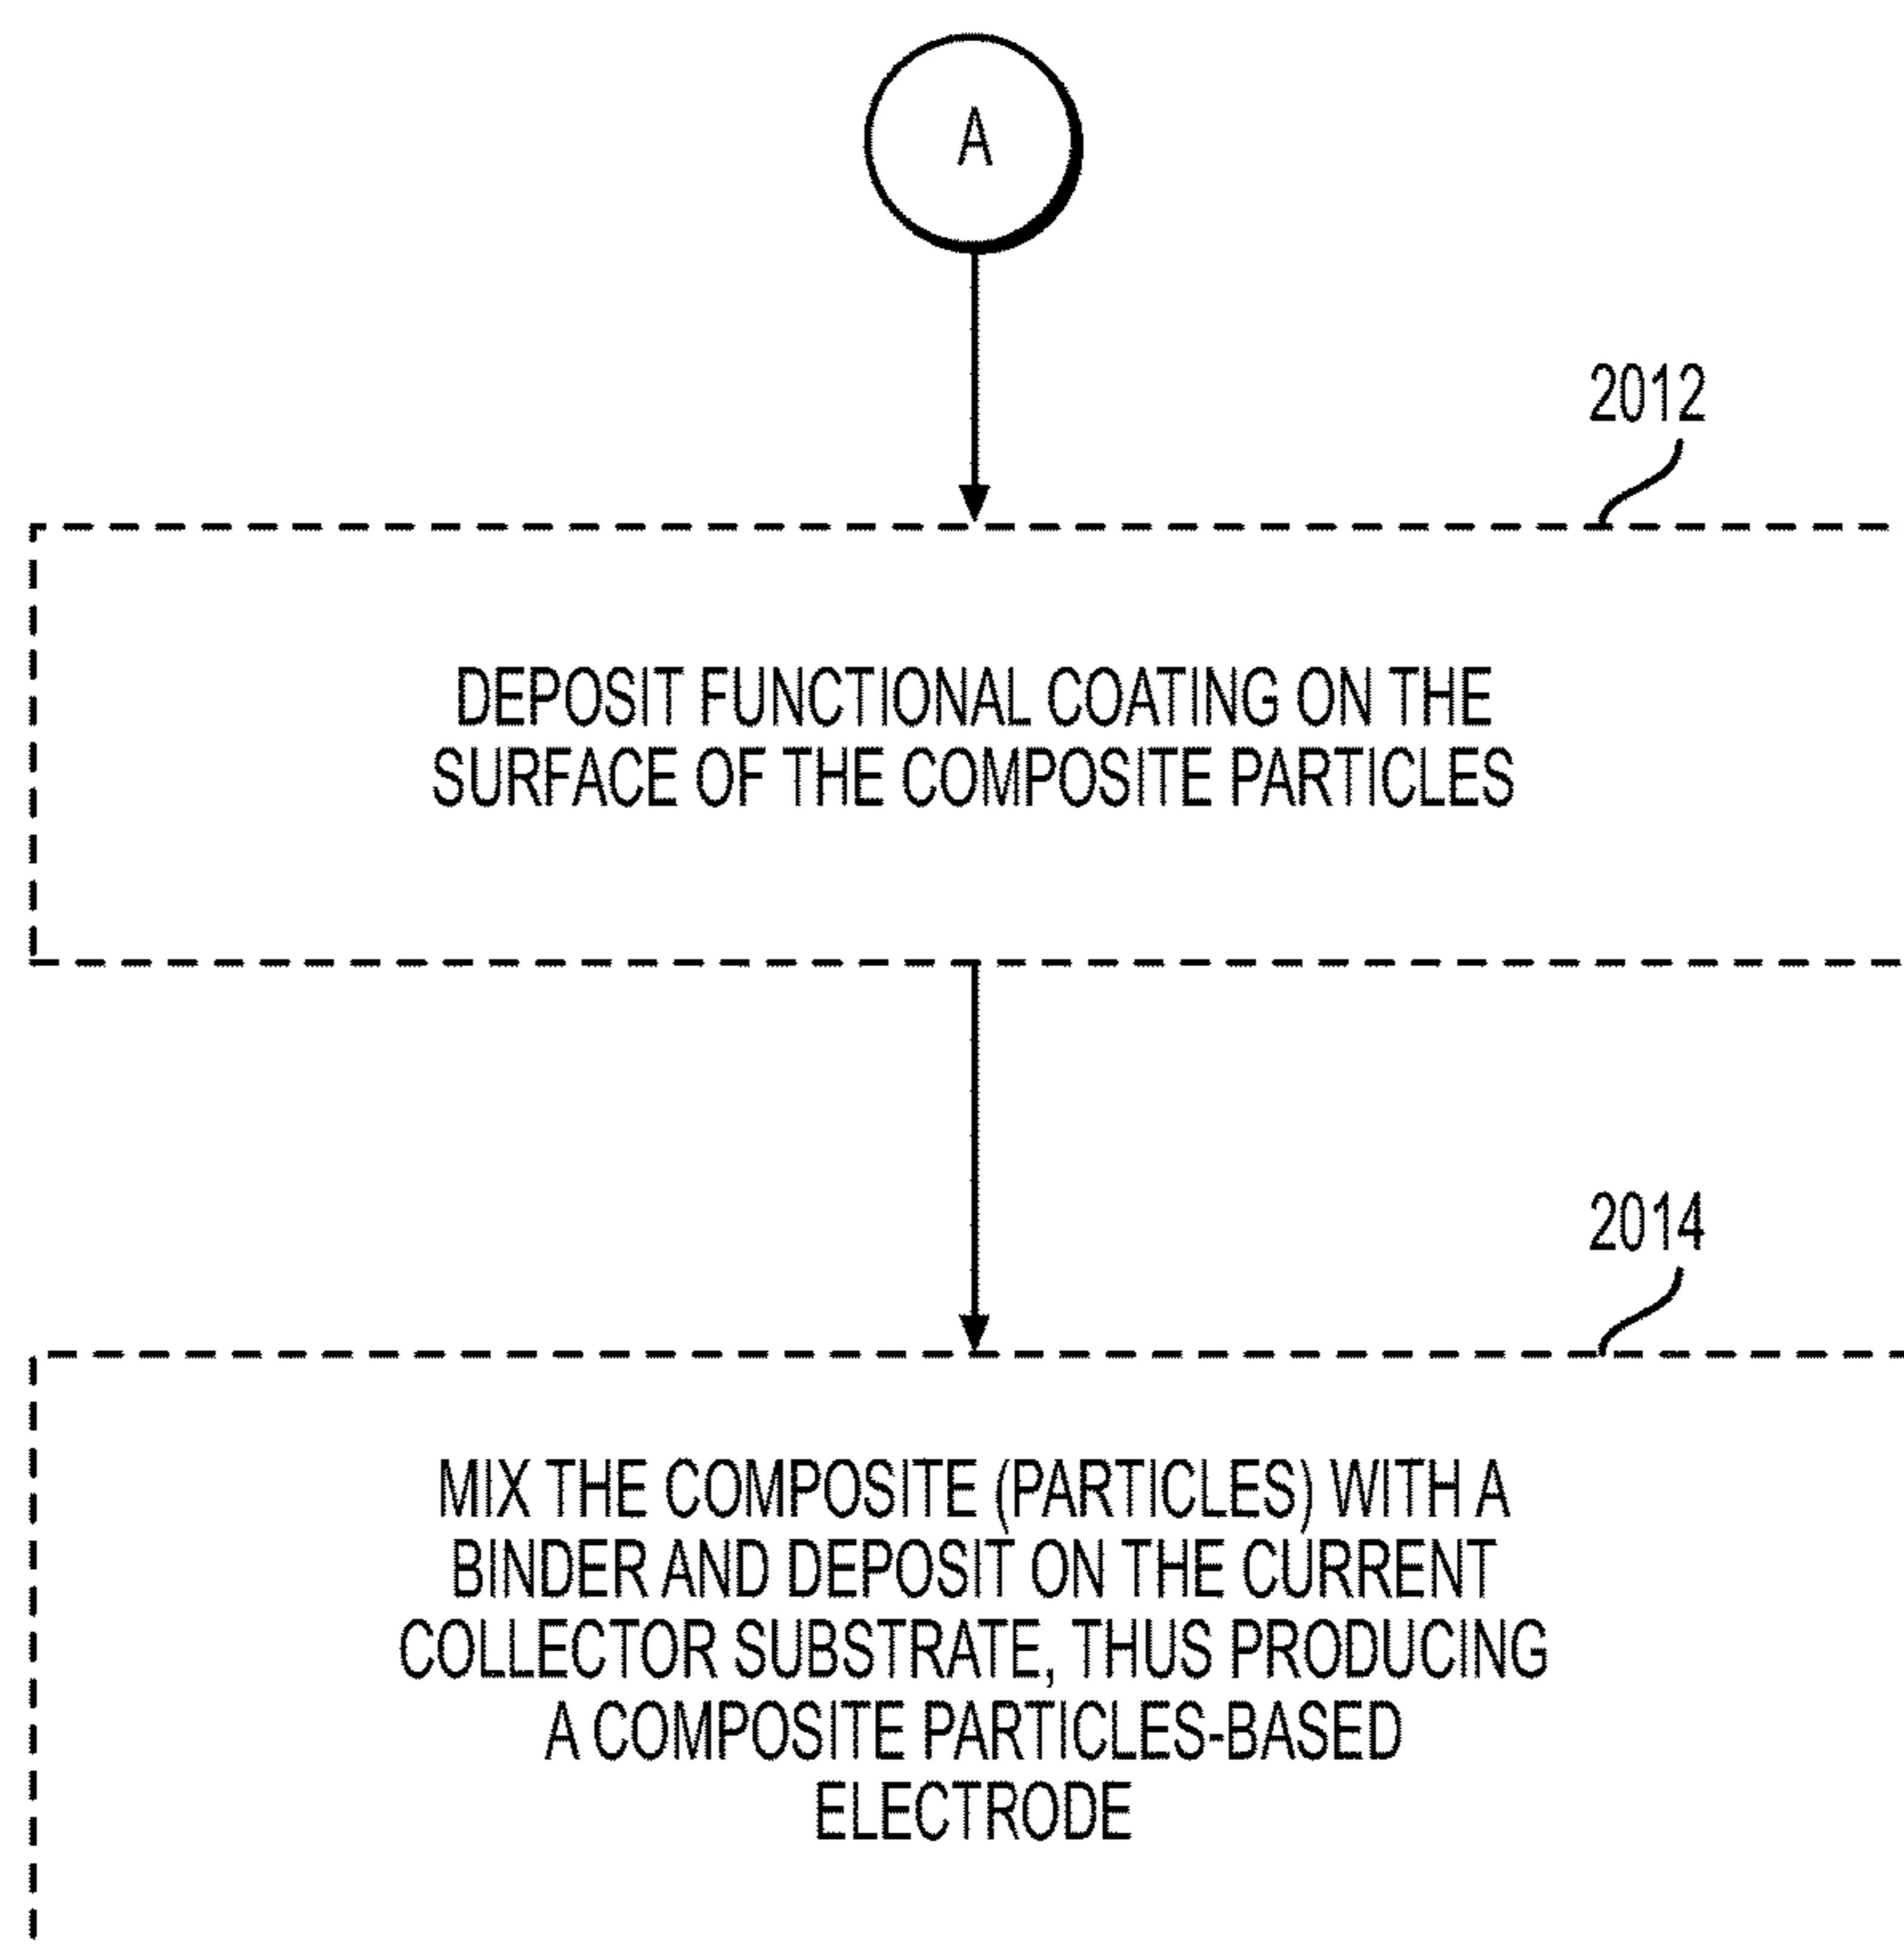 A
2012
DEPOSIT FUNCTIONAL COATING ON THE
SURFACE OF THE COMPOSITE PARTICLES
2014
MIX THE COMPOSITE (PARTICLES) WITH A
BINDER AND DEPOSIT ON THE CURRENT
COLLECTOR SUBSTRATE, THUS PRODUCING
A COMPOSITE PARTICLES-BASED
ELECTRODE